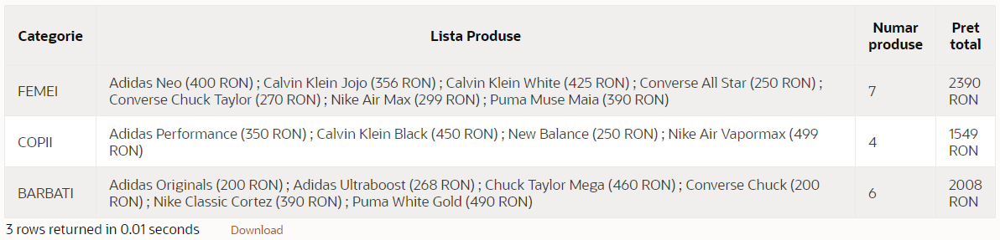 Categorie Lista Produse Numar produse Pret total
FEMEI Adidas Neo (400 RON) ; Calvin Klein Jojo (356 RON) ; Calvin Klein White (425 RON) ; Converse All Star (250 RON) ;
Converse Chuck Taylor (270 RON) ; Nike Air Max (299 RON) ; Puma Muse Maia (390 RON) 7 2390 RON
COPII Adidas Performance (350 RON) ; Calvin Klein Black (450 RON) ; New Balance (250 RON) ; Nike Air Vapormax (499
RON) 4 1549 RON
BARBATI Adidas Originals (200 RON) ; Adidas Ultraboost (268 RON) ; Chuck Taylor Mega (460 RON) ; Converse Chuck (200
RON) ; Nike Classic Cortez (390 RON) ; Puma White Gold (490 RON) 6 2008 RON
3 rows returned in 0.01 seconds Download